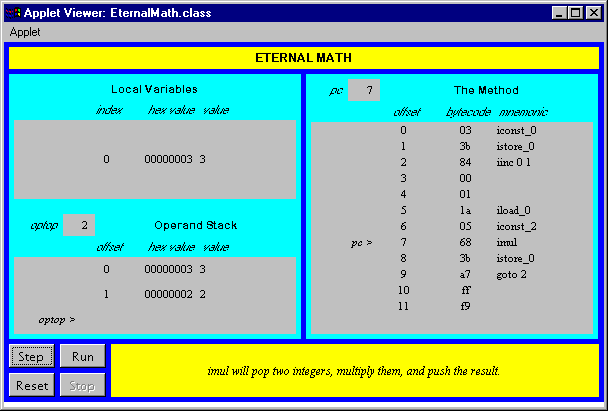 Applet Viewer: EternalMath.class
Applet
ETERNAL MATH
Local Variables
index hex value value
0 00000003 3
optop 2 Operand Stack
offset hex value value
0 00000003 3
1 00000002 2
optop >
pc 7 The Method
offset bytecode mnemonic
0 03 iconst_0
1 3b istore_0
2 84 iinc 0 1
3 00
4 01
5 1a iload_0
6 05 iconst_2
pc > 7 68 imul
8 3b istore_0
9 a7 goto 2
10 ff
11 f9
Step Run
Reset Stop
imul will pop two integers, multiply them, and push the result.